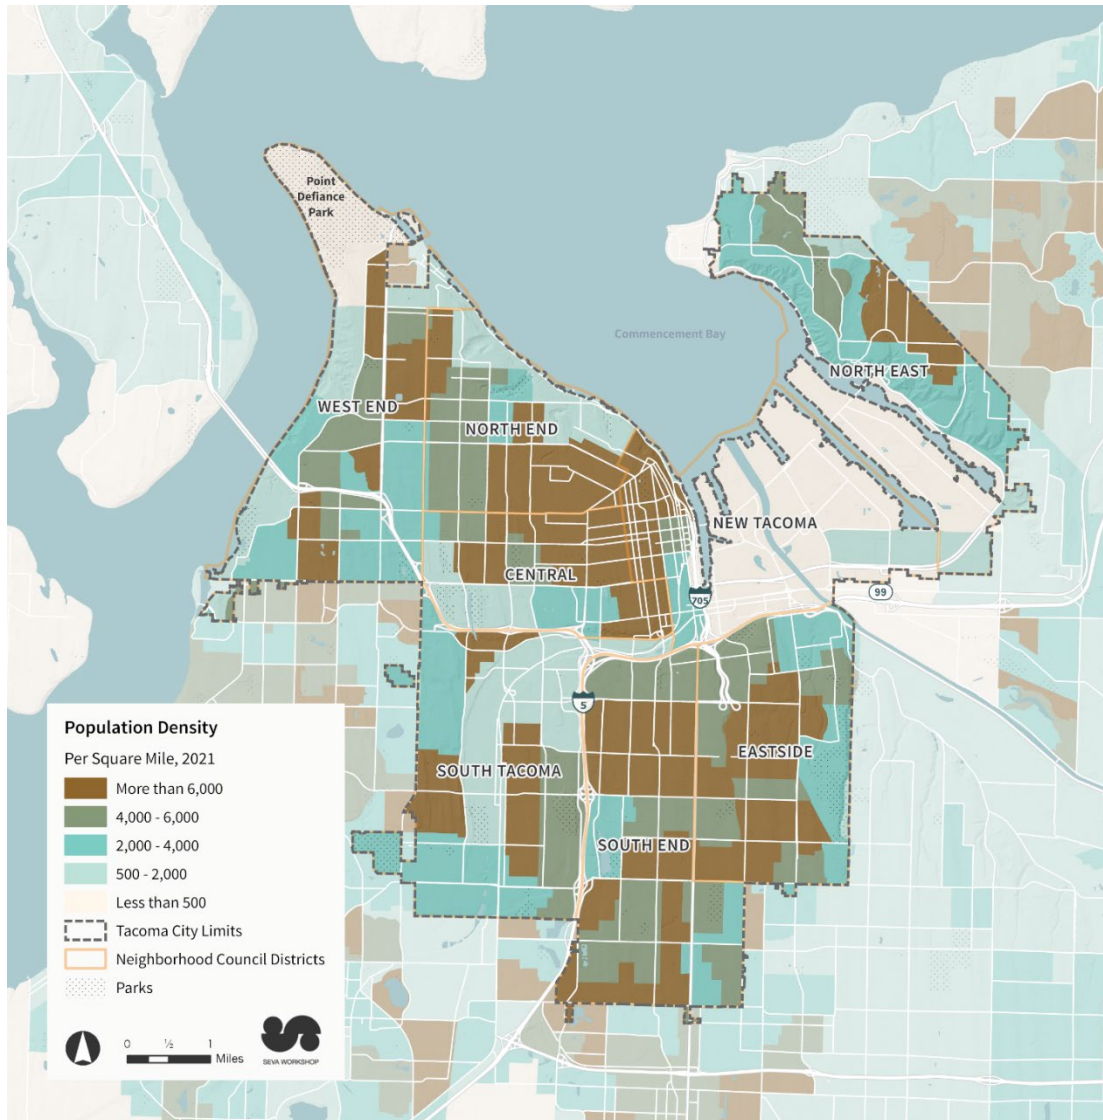 Point
Defiance
Park
Commencement Bay
NORTH EAST
WEST END
NORTH END
NEW TACOMA
CENTRAL
99
705
5
EASTSIDE
SOUTH TACOMA
SOUTH END
Population Density
Per Square Mile, 2021
More than 6,000
4,000 - 6,000
2,000 - 4,000
500 - 2,000
Less than 500
Tacoma City Limits
Neighborhood Council Districts
Parks
0 ½ 1
Miles
SEVA WORKSHOP